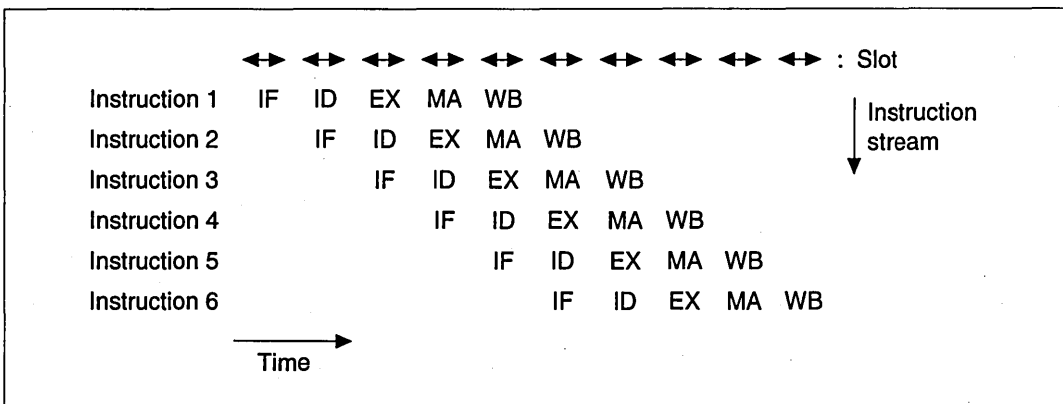 : Slot
Instruction 1 IF ID EX MA WB
Instruction
stream
Instruction 2 IF ID EX MA WB
Instruction 3 IF ID EX MA WB
Instruction 4 IF ID EX MA WB
Instruction 5 IF ID EX MA WB
Instruction 6 IF ID EX MA WB
Time